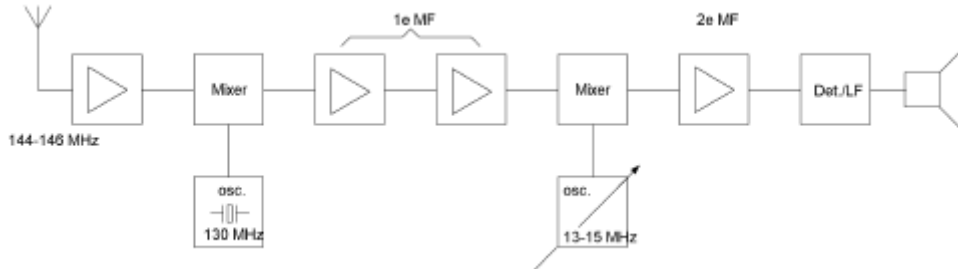 1e MF
2e MF
Mixer
Mixer
Det./LF
144-146 MHz
osc.
130 MHz
osc.
13-15 MHz